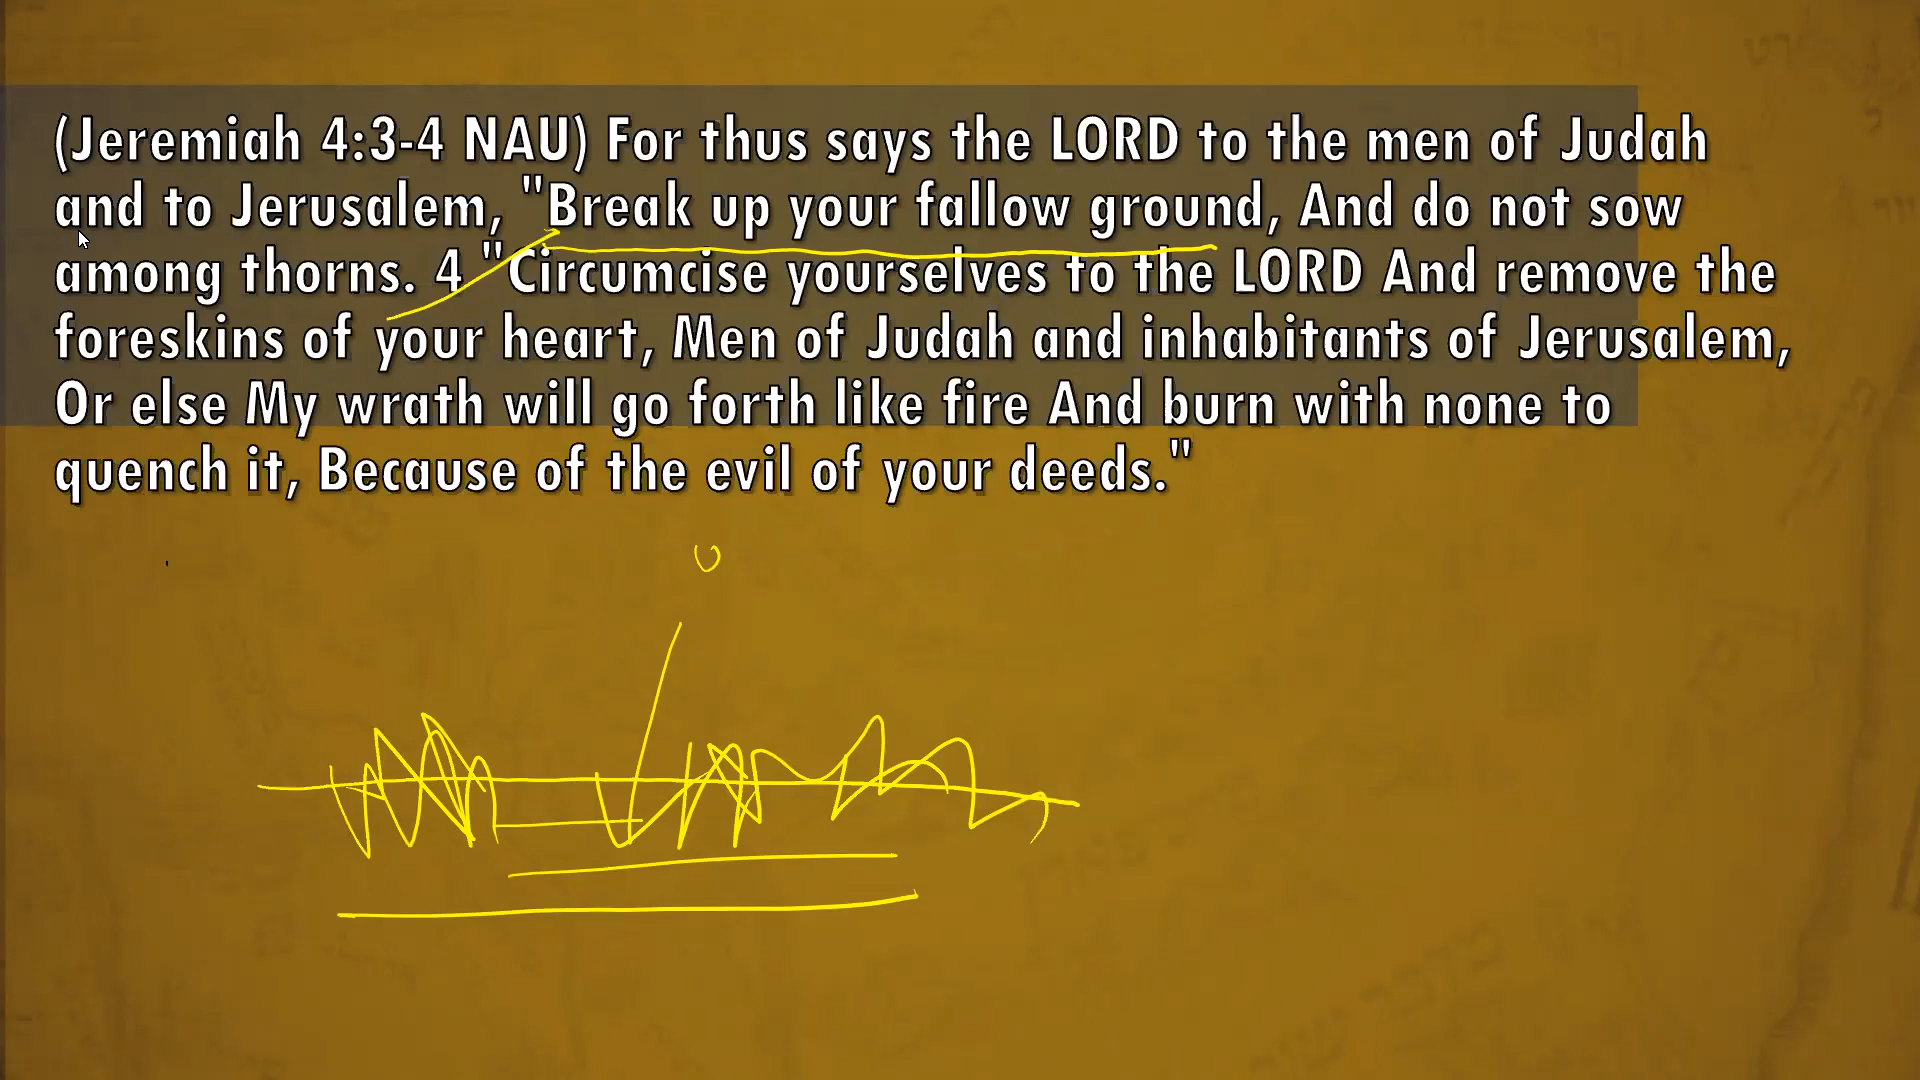 (Jeremiah 4:3-4 NAU) For thus says the LORD to the men of Judah
and to Jerusalem, "Break up your fallow ground, And do not sow
among thorns. 4 "Circumcise yourselves to the LORD And remove the
foreskins of your heart, Men of Judah and inhabitants of Jerusalem,
Or else My wrath will go forth like fire And burn with none to
quench it, Because of the evil of your deeds."